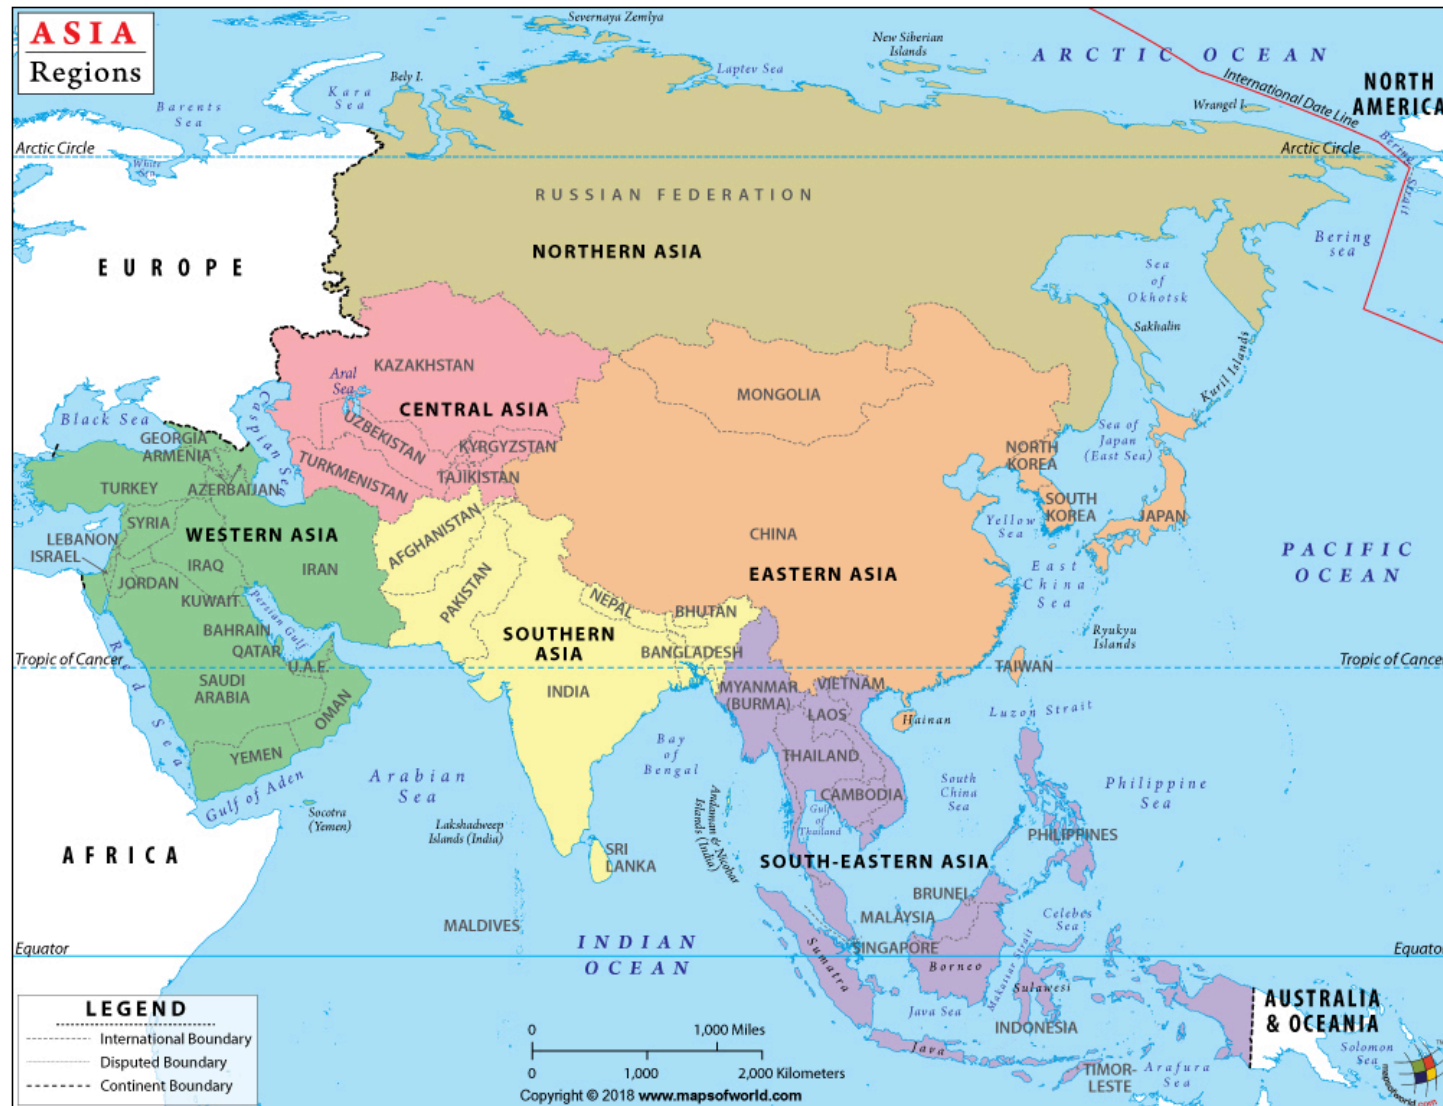 ASIA
Regions
Severnaya Zemlya
New Siberian
Islands
ARCTIC OCEAN
International Date Line
NORTH
AMERICA
Bely I.
Kara
Sea
Laptev Sea
Barents
Sea
Wrangel I.
Bering
Strait
Arctic Circle
Arctic Circle
White
Sea
RUSSIAN FEDERATION
NORTHERN ASIA
EUROPE
Bering
sea
Sea
of
Okhotsk
Sakhalin
Kuril Islands
KAZAKHSTAN
Aral
Sea
MONGOLIA
CENTRAL ASIA
UZBEKISTAN
KYRGYZSTAN
TURKMENISTAN
TAJIKISTAN
Black Sea
Caspian Sea
GEORGIA
ARMENIA
AZERBAIJAN
TURKEY
Sea of
Japan
(East Sea)
NORTH
KOREA
SOUTH
KOREA
JAPAN
SYRIA
WESTERN ASIA
LEBANON
ISRAEL
IRAQ
IRAN
JORDAN
KUWAIT
Persian Gulf
AFGHANISTAN
PAKISTAN
CHINA
EASTERN ASIA
Yellow
Sea
East
China
Sea
PACIFIC
OCEAN
NEPAL
BHUTAN
SOUTHERN
ASIA
BANGLADESH
INDIA
BAHRAIN
QATAR
U.A.E.
Red Sea
SAUDI
ARABIA
OMAN
YEMEN
Ryukyu
Islands
Tropic of Cancer
Tropic of Cancer
TAIWAN
MYANMAR
(BURMA)
VIETNAM
LAOS
Hainan
Luzon Strait
THAILAND
CAMBODIA
Gulf
of
Thailand
Bay
of
Bengal
Arabian
Sea
Gulf of Aden
Socotra
(Yemen)
Lakshadweep
Islands (India)
Andaman & Nicobar
Islands (India)
South
China
Sea
Philippine
Sea
PHILIPPINES
AFRICA
SRI
LANKA
SOUTH-EASTERN ASIA
BRUNEI
MALAYSIA
Celebes
Sea
MALDIVES
SINGAPORE
Equator
Equator
INDIAN
OCEAN
Sumatra
Borneo
Makassar Strait
Sulawesi
Java Sea
INDONESIA
Java
TIMOR-
LESTE
Arafura
Sea
AUSTRALIA
& OCEANIA
Solomon
Sea
LEGEND
International Boundary
Disputed Boundary
Continent Boundary
0 1,000 Miles
0 1,000 2,000 Kilometers
Copyright © 2018 www.mapsofworld.com
mapsofworld.com
TM